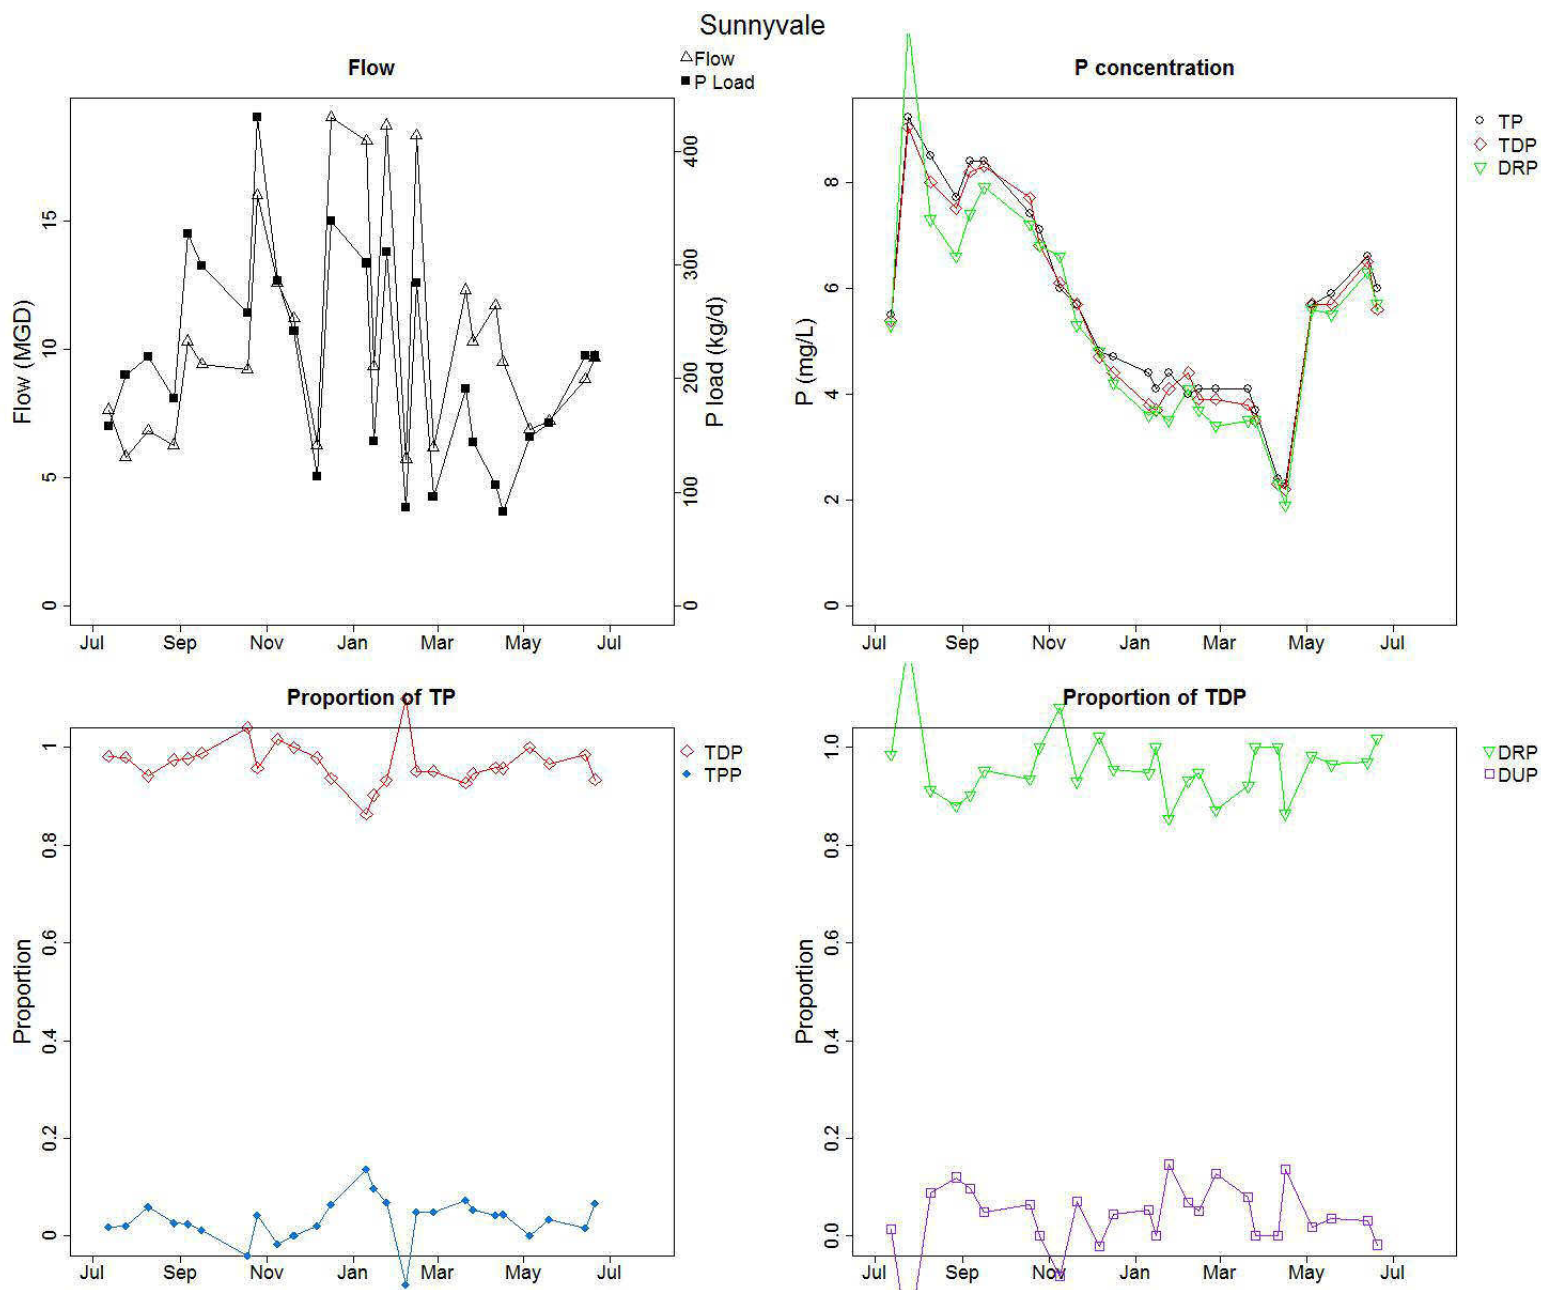 Sunnyvale
Flow
Flow
P Load
Flow (MGD)
0
5
10
15
P load (kg/d)
0
100
200
300
400
Jul
Sep
Nov
Jan
Mar
May
Jul
P concentration
TP
TDP
DRP
P (mg/L)
0
2
4
6
8
Jul
Sep
Nov
Jan
Mar
May
Jul
Proportion of TP
TDP
TPP
Proportion
0
0.2
0.4
0.6
0.8
1
Jul
Sep
Nov
Jan
Mar
May
Jul
Proportion of TDP
DRP
DUP
Proportion
0.0
0.2
0.4
0.6
0.8
1.0
Jul
Sep
Nov
Jan
Mar
May
Jul